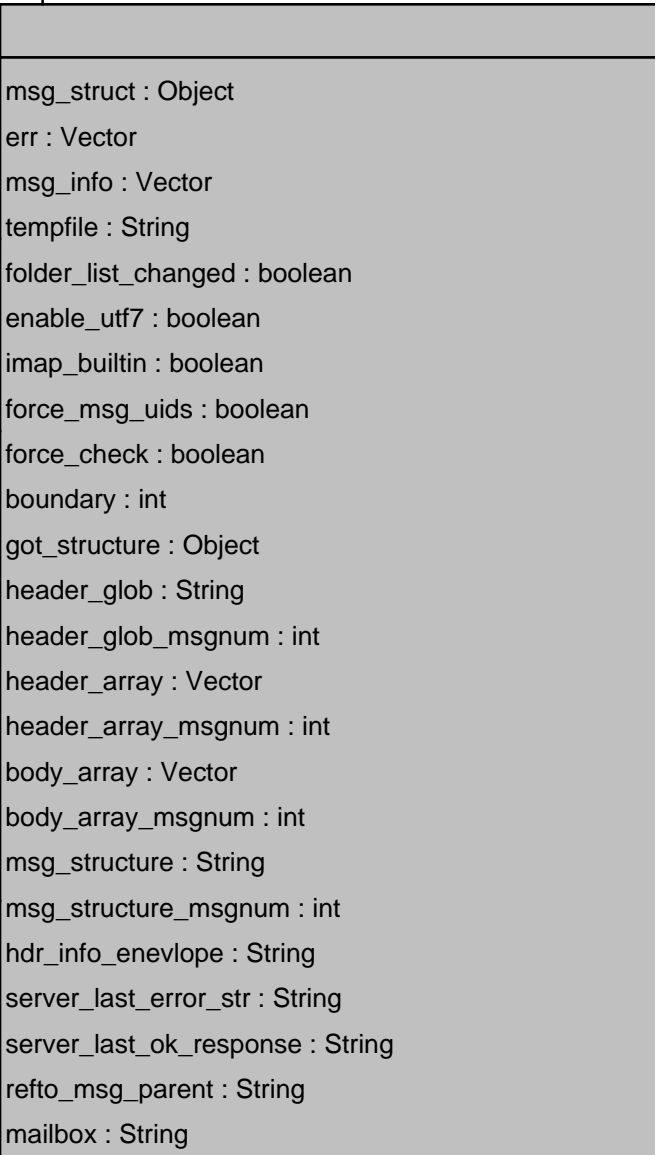 msg_struct : Object
err : Vector
msg_info : Vector
tempfile : String
folder_list_changed : boolean
enable_utf7 : boolean
imap_builtin : boolean
force_msg_uids : boolean
force_check : boolean
boundary : int
got_structure : Object
header_glob : String
header_glob_msgnum : int
header_array : Vector
header_array_msgnum : int
body_array : Vector
body_array_msgnum : int
msg_structure : String
msg_structure_msgnum : int
hdr_info_enevlope : String
server_last_error_str : String
server_last_ok_response : String
refto_msg_parent : String
mailbox : String